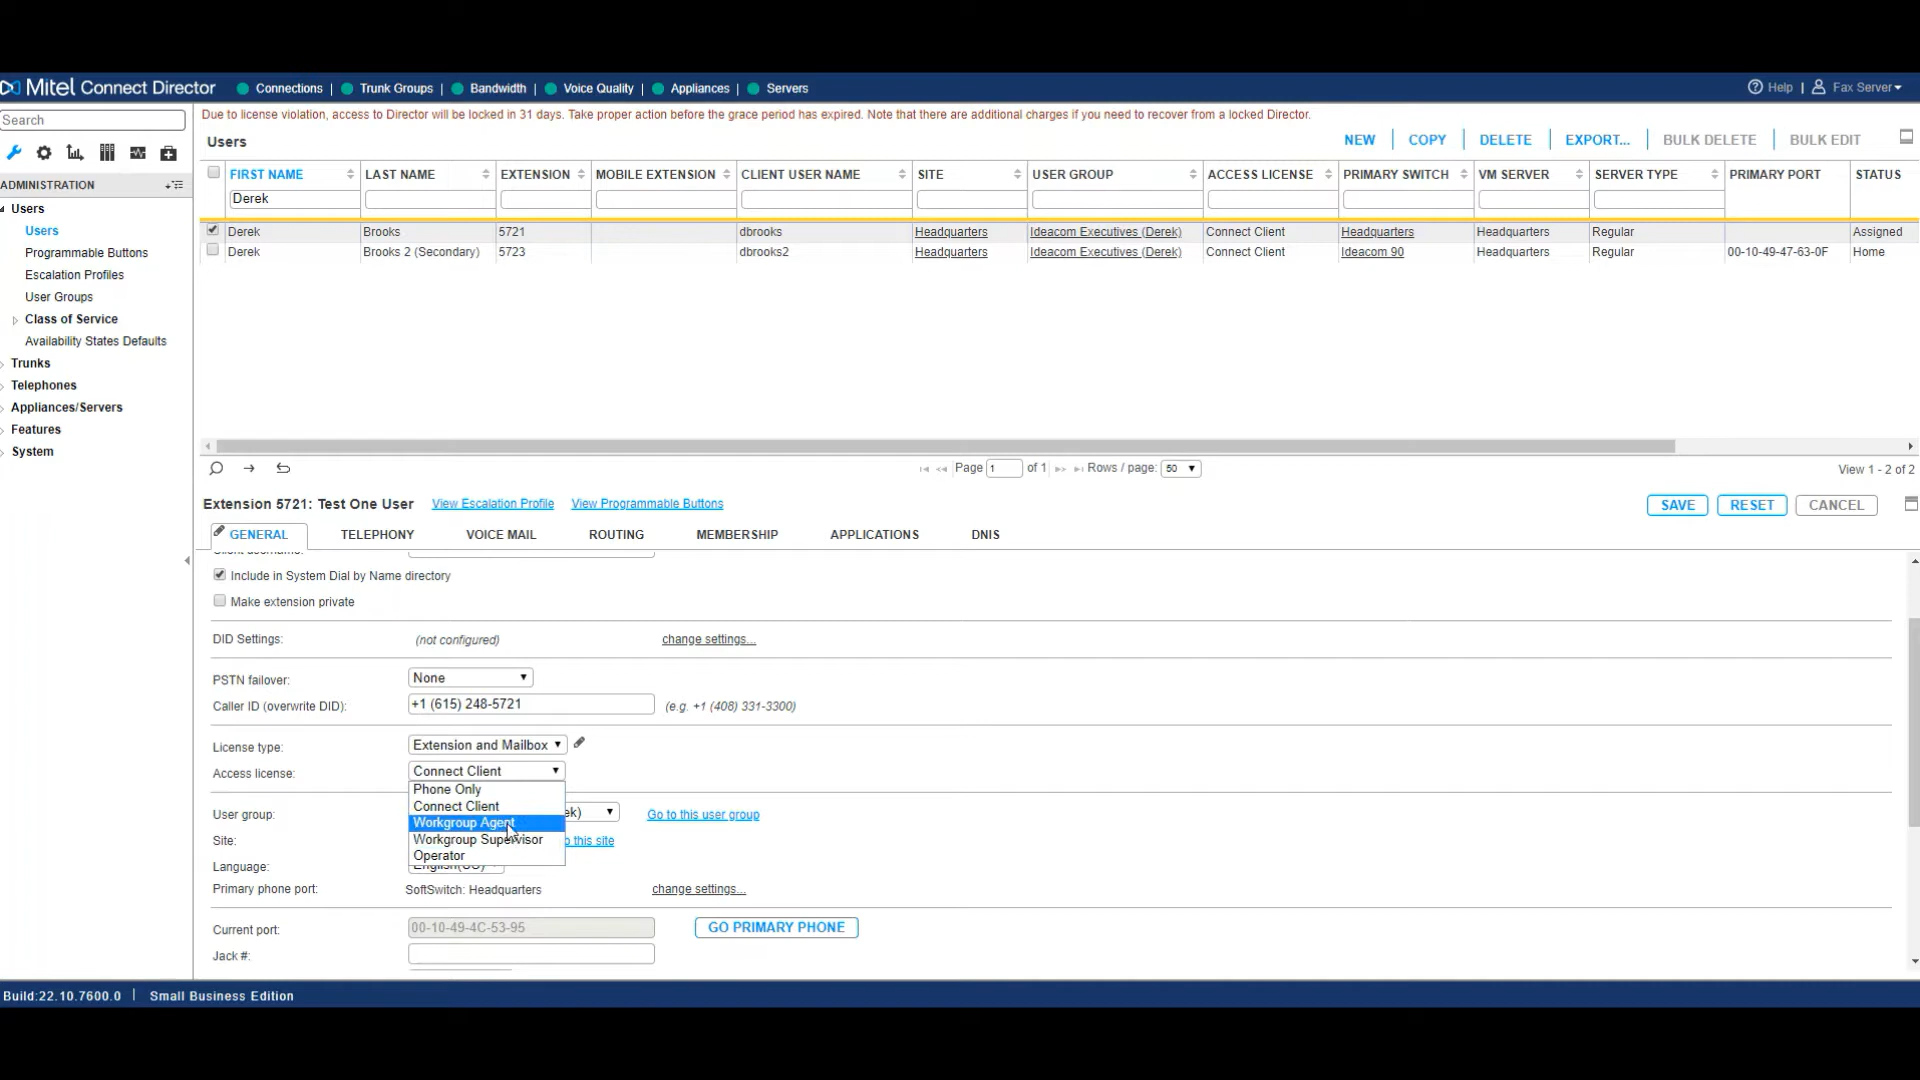 Mitel Connect Director Connections | Trunk Groups | Bandwidth | Voice Quality | Appliances | Servers Help | Fax Server
Search
Due to license violation, access to Director will be locked in 31 days. Take proper action before the grace period has expired. Note that there are additional charges if you need to recover from a locked Director.
Users NEW COPY DELETE EXPORT... BULK DELETE BULK EDIT
ADMINISTRATION
Users
Users
Programmable Buttons
Escalation Profiles
User Groups
Class of Service
Availability States Defaults
Trunks
Telephones
Appliances/Servers
Features
System
FIRST NAME LAST NAME EXTENSION MOBILE EXTENSION CLIENT USER NAME SITE USER GROUP ACCESS LICENSE PRIMARY SWITCH VM SERVER SERVER TYPE PRIMARY PORT STATUS
Derek
Derek Brooks 5721 dbrooks Headquarters Ideacom Executives (Derek) Connect Client Headquarters Headquarters Regular Assigned
Derek Brooks 2 (Secondary) 5723 dbrooks2 Headquarters Ideacom Executives (Derek) Connect Client Ideacom 90 Headquarters Regular 00-10-49-47-63-0F Home
Page 1 of 1 Rows / page: 50 View 1 - 2 of 2
Extension 5721: Test One User View Escalation Profile View Programmable Buttons SAVE RESET CANCEL
GENERAL TELEPHONY VOICE MAIL ROUTING MEMBERSHIP APPLICATIONS DNIS
Client username:
Include in System Dial by Name directory
Make extension private
DID Settings: (not configured) change settings...
PSTN failover: None
Caller ID (overwrite DID): +1 (615) 248-5721 (e.g. +1 (408) 331-3300)
License type: Extension and Mailbox
Access license: Connect Client
Phone Only
Connect Client
Workgroup Agent
Workgroup Supervisor
Operator
User group: ek) Go to this user group
Site: o this site
Language: English(US)
Primary phone port: SoftSwitch: Headquarters change settings...
Current port: 00-10-49-4C-53-95 GO PRIMARY PHONE
Jack #:
Build:22.10.7600.0 | Small Business Edition